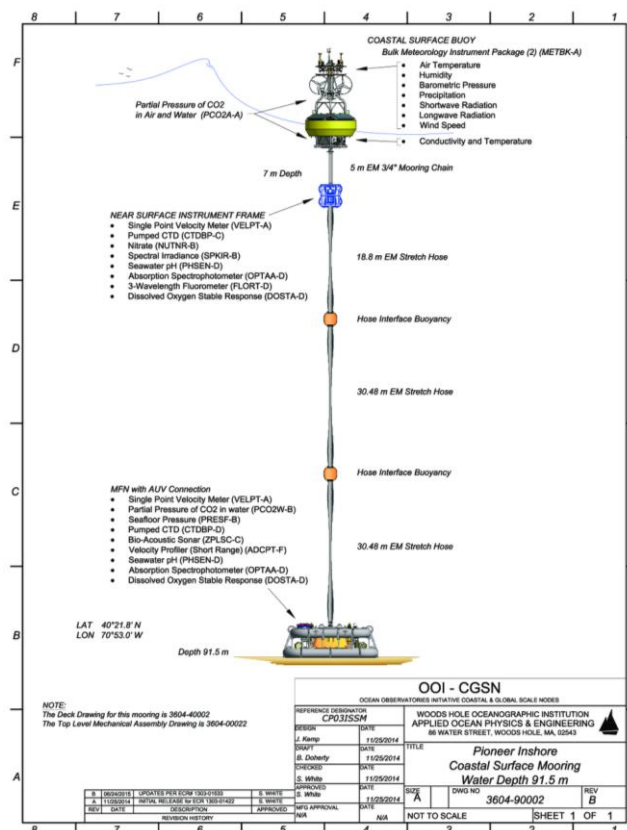 8 7 6 5 4 3 2 1
F
COASTAL SURFACE BUOY
Bulk Meteorology Instrument Package (2) (METBK-A)
• Air Temperature
• Humidity
• Barometric Pressure
• Precipitation
• Shortwave Radiation
• Longwave Radiation
• Wind Speed
• Conductivity and Temperature
Partial Pressure of CO2
in Air and Water (PCO2A-A)
E
7 m Depth
5 m EM 3/4" Mooring Chain
NEAR SURFACE INSTRUMENT FRAME
• Single Point Velocity Meter (VELPT-A)
• Pumped CTD (CTDBP-C)
• Nitrate (NUTNR-B)
• Spectral Irradiance (SPKIR-B)
• Seawater pH (PHSEN-D)
• Absorption Spectrophotometer (OPTAA-D)
• 3-Wavelength Fluorometer (FLORT-D)
• Dissolved Oxygen Stable Response (DOSTA-D)
18.8 m EM Stretch Hose
D
Hose Interface Buoyancy
30.48 m EM Stretch Hose
C
Hose Interface Buoyancy
MFN with AUV Connection
• Single Point Velocity Meter (VELPT-A)
• Partial Pressure of CO2 in water (PCO2W-B)
• Seafloor Pressure (PRESF-B)
• Pumped CTD (CTDBP-D)
• Bio-Acoustic Sonar (ZPLSC-C)
• Velocity Profiler (Short Range) (ADCPT-F)
• Seawater pH (PHSEN-D)
• Absorption Spectrophotometer (OPTAA-D)
• Dissolved Oxygen Stable Response (DOSTA-D)
30.48 m EM Stretch Hose
B
LAT 40°21.8' N
LON 70°53.0' W
Depth 91.5 m
NOTE:
The Deck Drawing for this mooring is 3604-40002
The Top Level Mechanical Assembly Drawing is 3604-00022
A
B 06/24/2015 UPDATES PER ECR# 1303-01533 S. WHITE
A 11/25/2014 INITIAL RELEASE for ECR 1303-01422 S. WHITE
REV DATE DESCRIPTION APPROVED
REVISION HISTORY
OOI - CGSN
OCEAN OBSERVATORIES INITIATIVE COASTAL & GLOBAL SCALE NODES
REFERENCE DESIGNATOR
CP03ISSM
WOODS HOLE OCEANOGRAPHIC INSTITUTION
APPLIED OCEAN PHYSICS & ENGINEERING
86 WATER STREET, WOODS HOLE, MA, 02543
DESIGN DATE
J. Kemp 11/25/2014
DRAFT DATE
B. Doherty 11/25/2014
CHECKED DATE
S. White 11/25/2014
APPROVED DATE
S. White 11/25/2014
MFG APPROVAL DATE
N/A N/A
TITLE
Pioneer Inshore
Coastal Surface Mooring
Water Depth 91.5 m
SIZE
A
DWG NO
3604-90002
REV
B
NOT TO SCALE
SHEET 1 OF 1
8 7 6 5 4 3 2 1